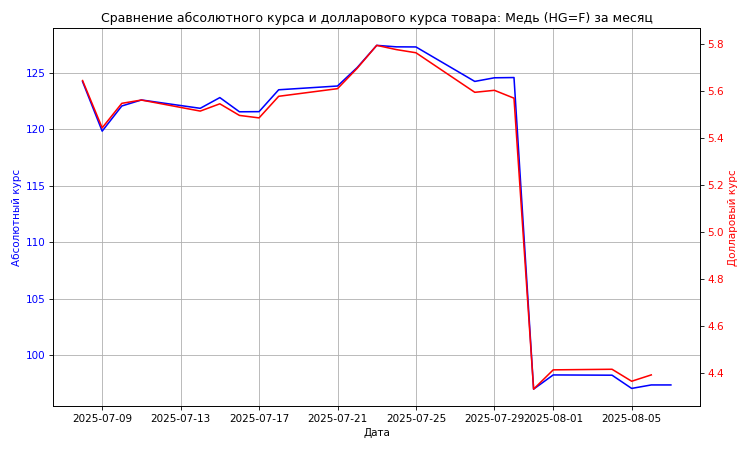 Сравнение абсолютного курса и долларового курса товара: Медь (HG=F) за месяц
Абсолютный курс
125
120
115
110
105
100
5.8
5.6
5.4
5.2
5.0
4.8
4.6
4.4
Долларовый курс
2025-07-09 2025-07-13 2025-07-17 2025-07-21 2025-07-25 2025-07-29 2025-08-01 2025-08-05
Дата